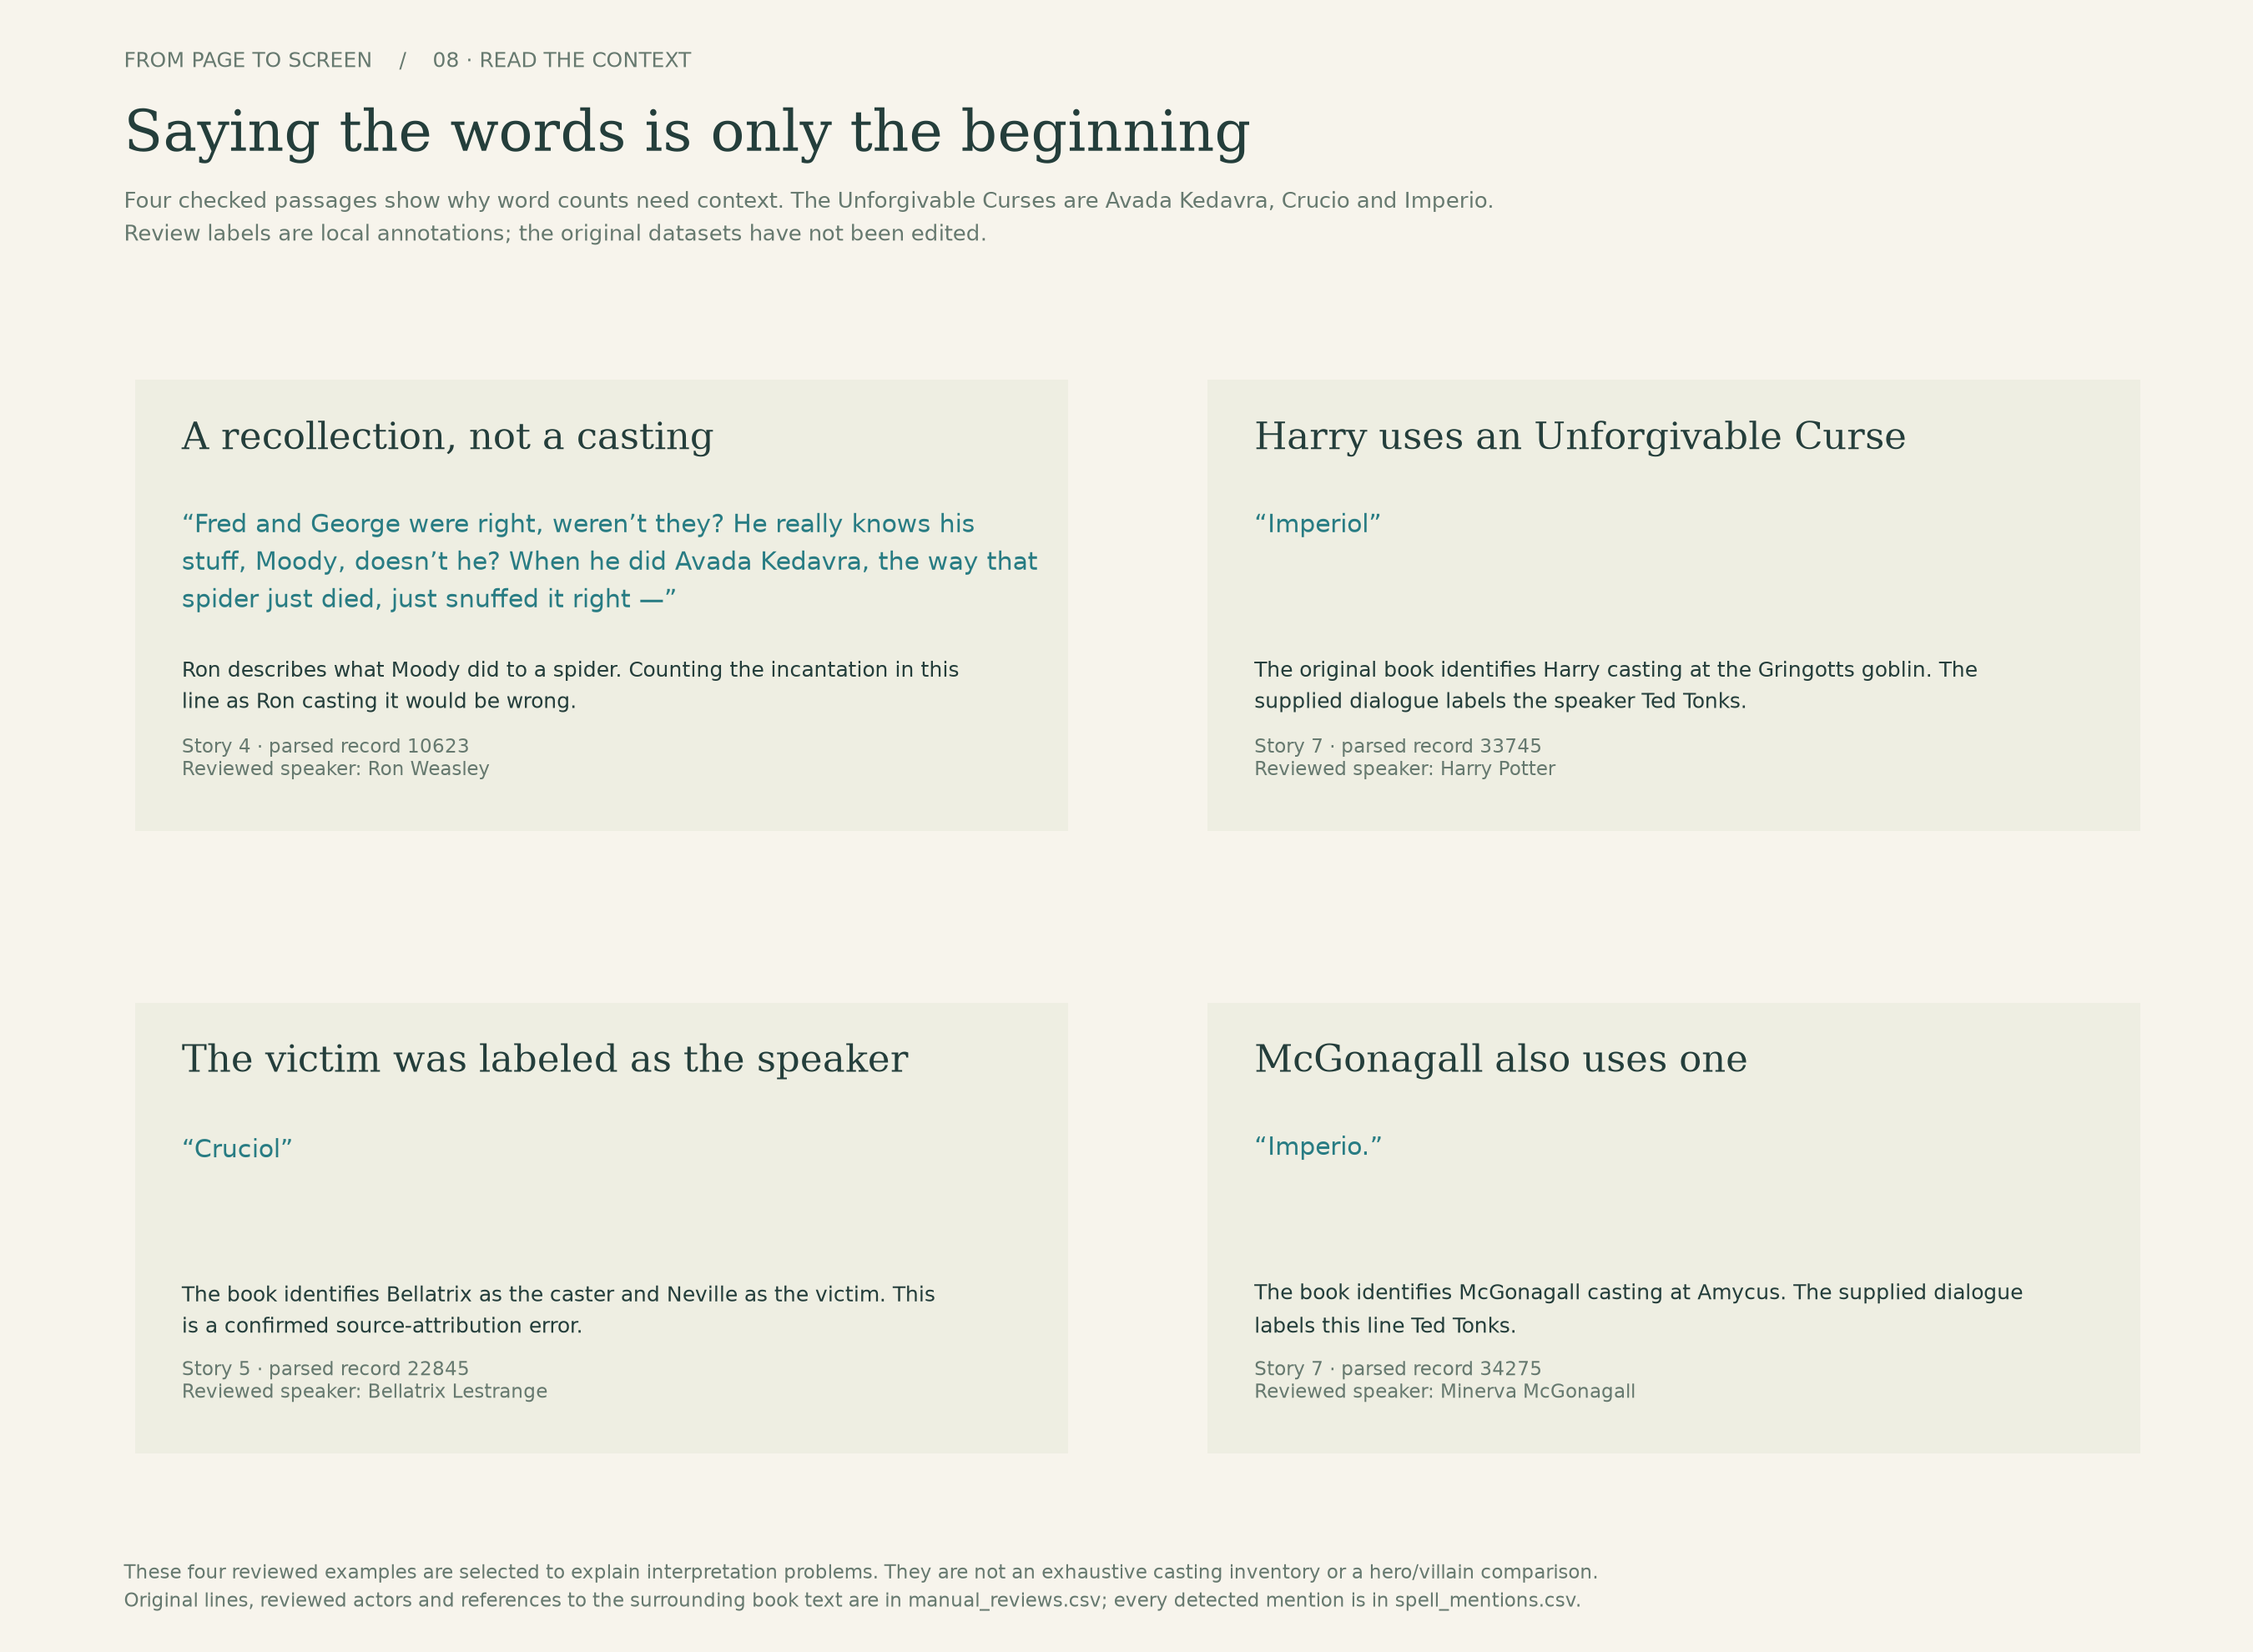 FROM PAGE TO SCREEN / 08 · READ THE CONTEXT
Saying the words is only the beginning
Four checked passages show why word counts need context. The Unforgivable Curses are Avada Kedavra, Crucio and Imperio.
Review labels are local annotations; the original datasets have not been edited.
A recollection, not a casting
“Fred and George were right, weren’t they? He really knows his
stuff, Moody, doesn’t he? When he did Avada Kedavra, the way that
spider just died, just snuffed it right —”
Ron describes what Moody did to a spider. Counting the incantation in this
line as Ron casting it would be wrong.
Story 4 · parsed record 10623
Reviewed speaker: Ron Weasley
Harry uses an Unforgivable Curse
“Imperiol”
The original book identifies Harry casting at the Gringotts goblin. The
supplied dialogue labels the speaker Ted Tonks.
Story 7 · parsed record 33745
Reviewed speaker: Harry Potter
The victim was labeled as the speaker
“Cruciol”
The book identifies Bellatrix as the caster and Neville as the victim. This
is a confirmed source-attribution error.
Story 5 · parsed record 22845
Reviewed speaker: Bellatrix Lestrange
McGonagall also uses one
“Imperio.”
The book identifies McGonagall casting at Amycus. The supplied dialogue
labels this line Ted Tonks.
Story 7 · parsed record 34275
Reviewed speaker: Minerva McGonagall
These four reviewed examples are selected to explain interpretation problems. They are not an exhaustive casting inventory or a hero/villain comparison.
Original lines, reviewed actors and references to the surrounding book text are in manual_reviews.csv; every detected mention is in spell_mentions.csv.